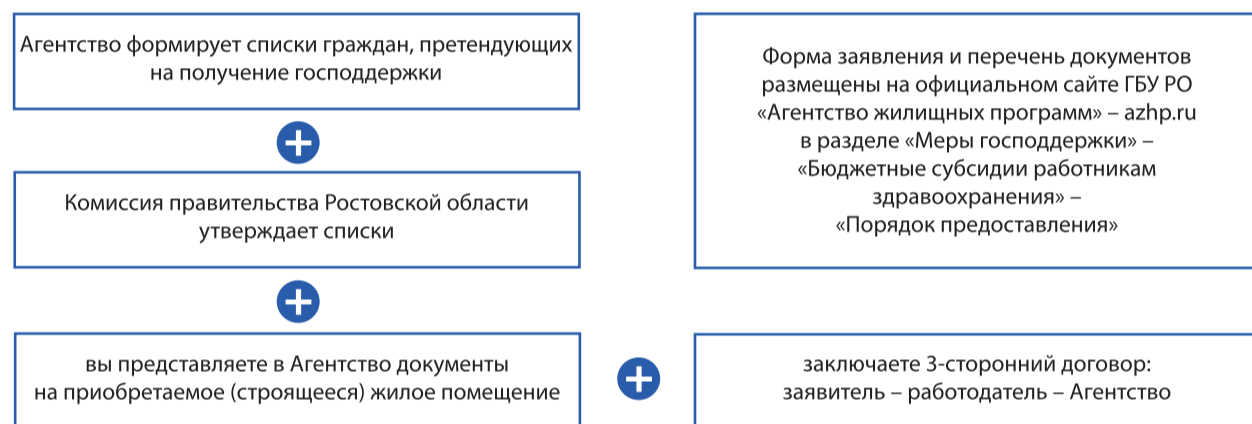 Агентство формирует списки граждан, претендующих
на получение господдержки
Комиссия правительства Ростовской области
утверждает списки
вы представляете в Агентство документы
на приобретаемое (строящееся) жилое помещение
Форма заявления и перечень документов
размещены на официальном сайте ГБУ РО
«Агентство жилищных программ» – azhp.ru
в разделе «Меры господдержки» –
«Бюджетные субсидии работникам
здравоохранения» –
«Порядок предоставления»
заключаете 3-сторонний договор:
заявитель – работодатель – Агентство